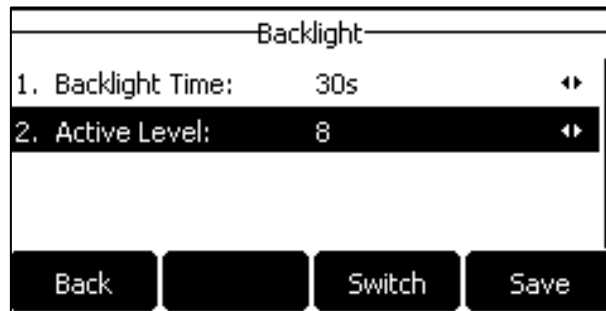 Backlight
1. Backlight Time: 30s
2. Active Level: 8
Back Switch Save